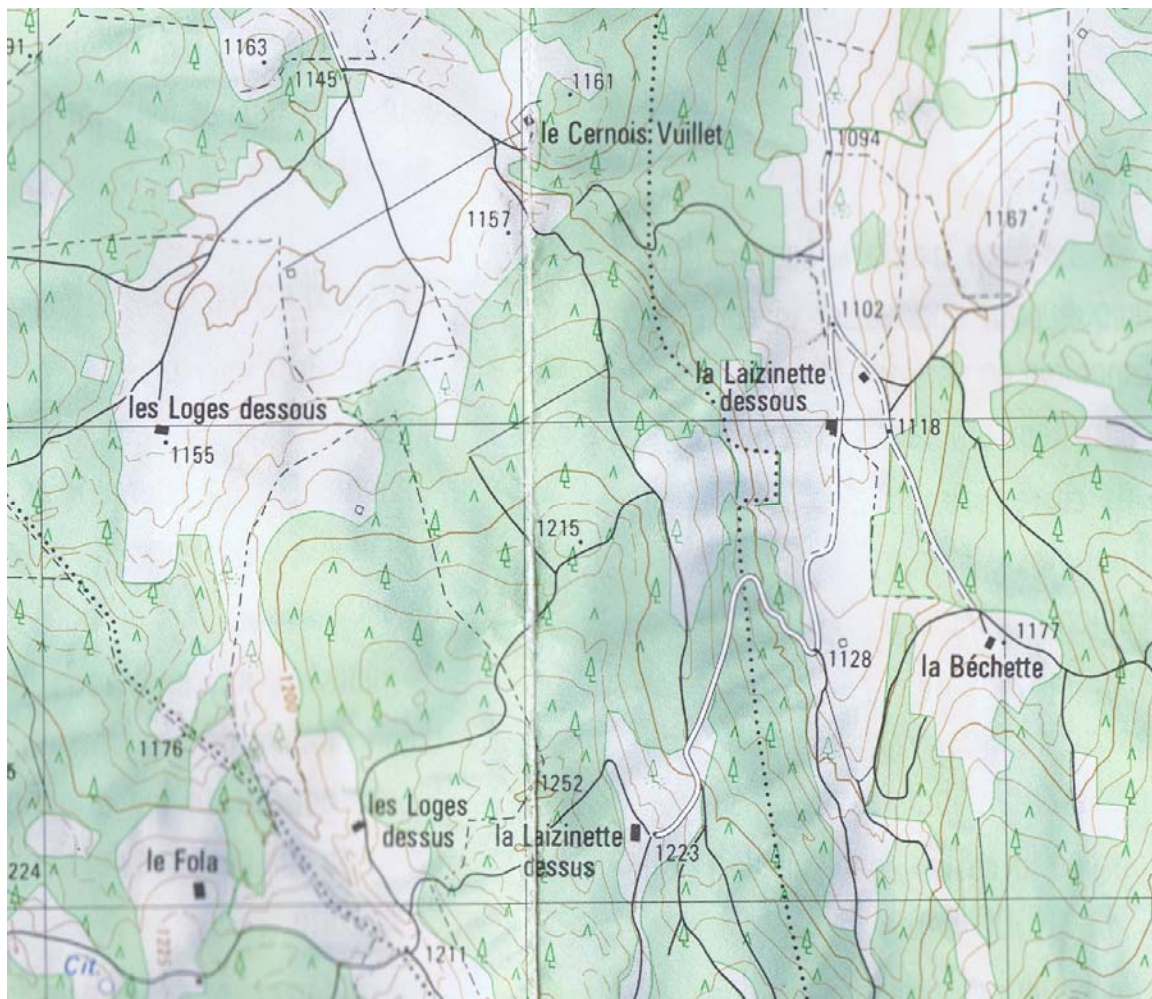 91
1163
1145
1161
le Cernois Vuillet
1094
1157
1167
1102
la Laizinette
dessous
les Loges dessous
1118
1155
1215
1200
1128
1177
la Béchette
1176
1252
les Loges
dessus
la Laizinette
dessus
1223
le Fola
224
1225
1211
Cit.